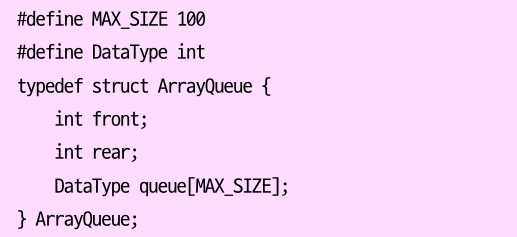 #define MAX_SIZE 100
#define DataType int
typedef struct ArrayQueue {
    int front;
    int rear;
    DataType queue[MAX_SIZE];
} ArrayQueue;